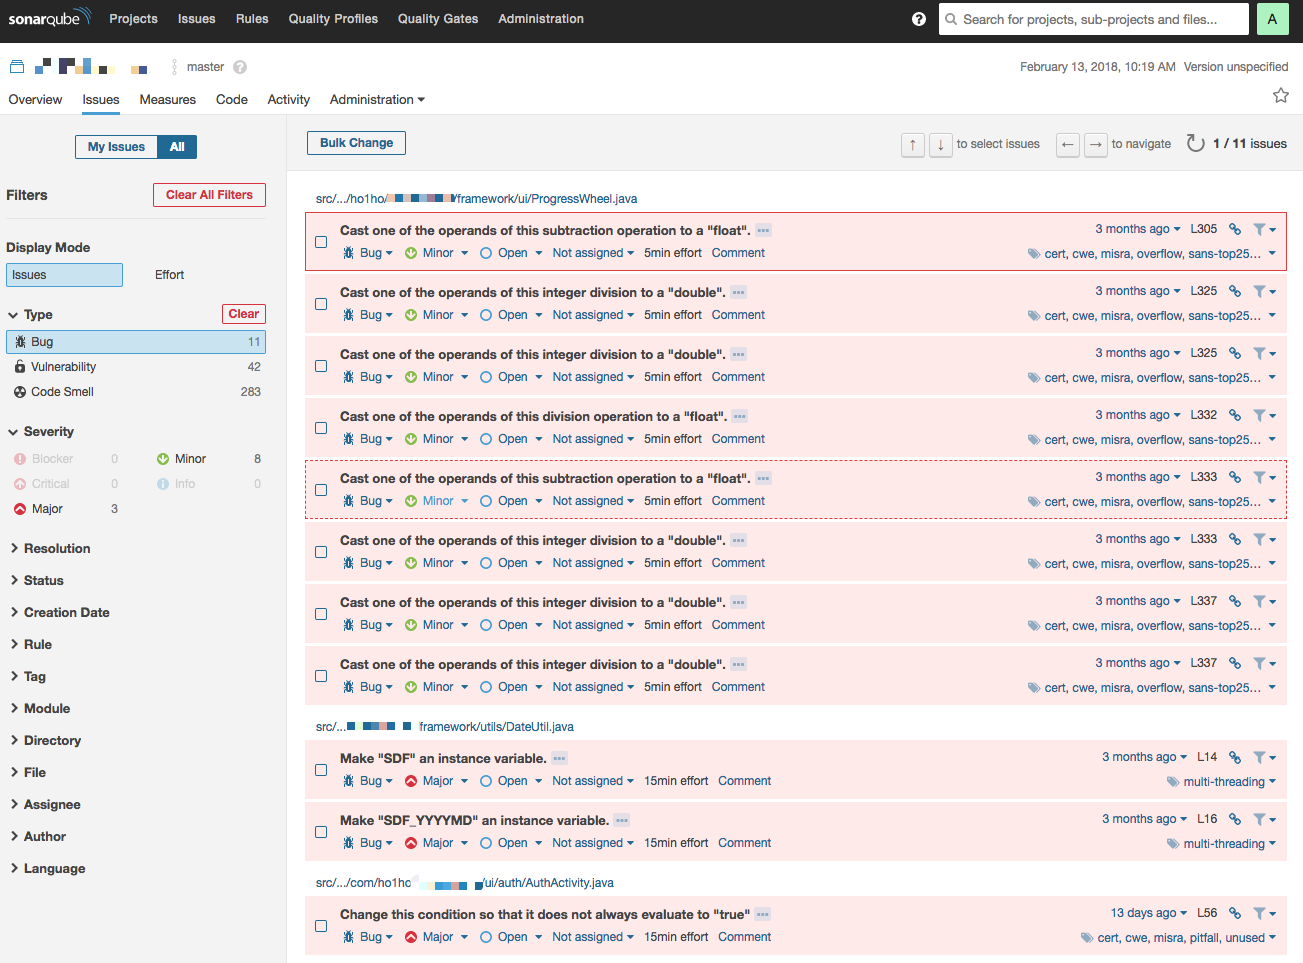 sonarqube Projects Issues Rules Quality Profiles Quality Gates Administration ? Search for projects, sub-projects and files... A
master ? February 13, 2018, 10:19 AM Version unspecified
Overview Issues Measures Code Activity Administration
My Issues All Bulk Change ↑ ↓ to select issues ← → to navigate 1 / 11 issues
Filters Clear All Filters
Display Mode
Issues Effort
Type Clear
Bug 11
Vulnerability 42
Code Smell 283
Severity
Blocker 0 Minor 8
Critical 0 Info 0
Major 3
Resolution
Status
Creation Date
Rule
Tag
Module
Directory
File
Assignee
Author
Language
src/.../ho1ho/ /framework/ui/ProgressWheel.java
Cast one of the operands of this subtraction operation to a "float". ... 3 months ago L305
Bug Minor Open Not assigned 5min effort Comment cert, cwe, misra, overflow, sans-top25...
Cast one of the operands of this integer division to a "double". ... 3 months ago L325
Bug Minor Open Not assigned 5min effort Comment cert, cwe, misra, overflow, sans-top25...
Cast one of the operands of this integer division to a "double". ... 3 months ago L325
Bug Minor Open Not assigned 5min effort Comment cert, cwe, misra, overflow, sans-top25...
Cast one of the operands of this division operation to a "float". ... 3 months ago L332
Bug Minor Open Not assigned 5min effort Comment cert, cwe, misra, overflow, sans-top25...
Cast one of the operands of this subtraction operation to a "float". ... 3 months ago L333
Bug Minor Open Not assigned 5min effort Comment cert, cwe, misra, overflow, sans-top25...
Cast one of the operands of this integer division to a "double". ... 3 months ago L333
Bug Minor Open Not assigned 5min effort Comment cert, cwe, misra, overflow, sans-top25...
Cast one of the operands of this integer division to a "double". ... 3 months ago L337
Bug Minor Open Not assigned 5min effort Comment cert, cwe, misra, overflow, sans-top25...
Cast one of the operands of this integer division to a "double". ... 3 months ago L337
Bug Minor Open Not assigned 5min effort Comment cert, cwe, misra, overflow, sans-top25...
src/... framework/utils/DateUtil.java
Make "SDF" an instance variable. ... 3 months ago L14
Bug Major Open Not assigned 15min effort Comment multi-threading
Make "SDF_YYYYMD" an instance variable. ... 3 months ago L16
Bug Major Open Not assigned 15min effort Comment multi-threading
src/.../com/ho1ho /ui/auth/AuthActivity.java
Change this condition so that it does not always evaluate to "true" ... 13 days ago L56
Bug Major Open Not assigned 15min effort Comment cert, cwe, misra, pitfall, unused